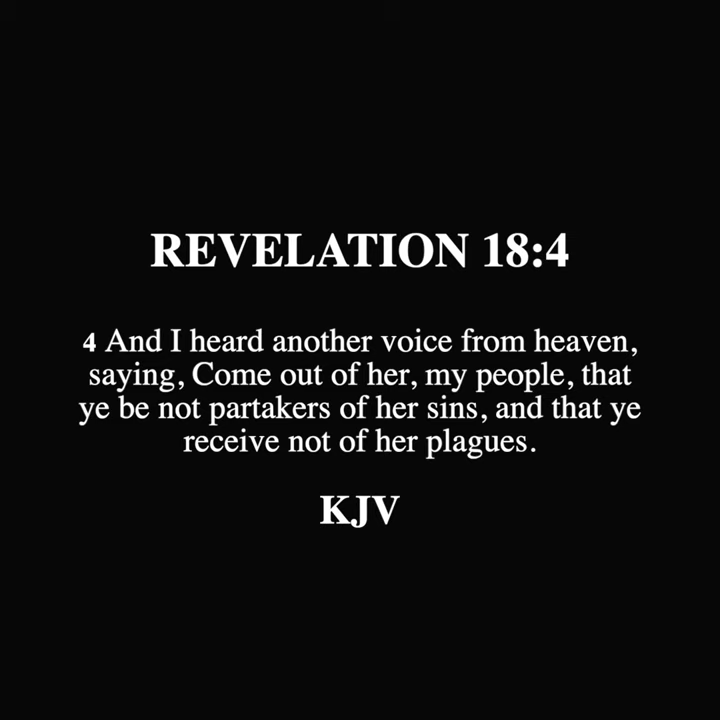 REVELATION 18:4
4 And I heard another voice from heaven,
saying, Come out of her, my people, that
ye be not partakers of her sins, and that ye
receive not of her plagues.
KJV